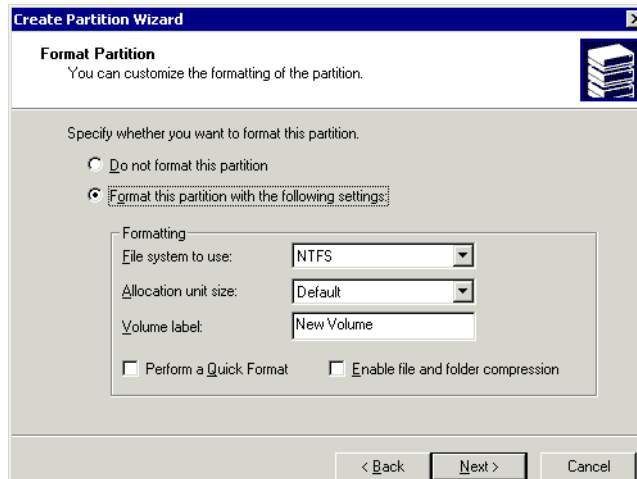 Create Partition Wizard
Format Partition
You can customize the formatting of the partition.
Specify whether you want to format this partition.
Do not format this partition
Format this partition with the following settings:
Formatting
File system to use: NTFS
Allocation unit size: Default
Volume label: New Volume
Perform a Quick Format Enable file and folder compression
< Back Next > Cancel